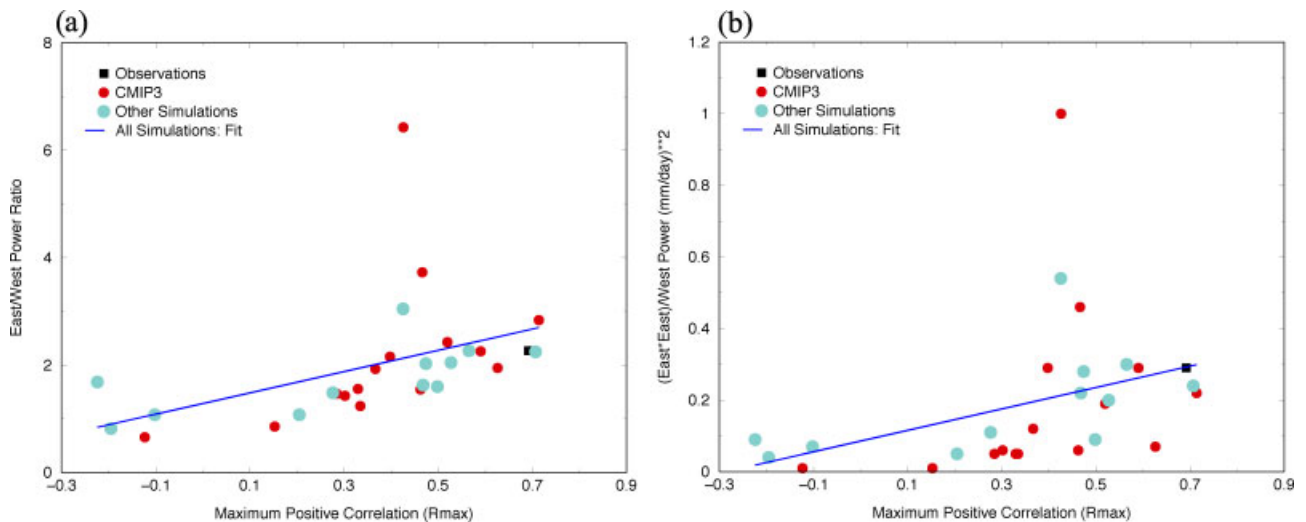 (a)
8
6
4
2
0
East/West Power Ratio
Observations
CMIP3
Other Simulations
All Simulations: Fit
−0.3
−0.1
0.1
0.3
0.5
0.7
0.9
Maximum Positive Correlation (Rmax)
(b)
1.2
1
0.8
0.6
0.4
0.2
0
(East*East)/West Power (mm/day)**2
Observations
CMIP3
Other Simulations
All Simulations: Fit
−0.3
−0.1
0.1
0.3
0.5
0.7
0.9
Maximum Positive Correlation (Rmax)